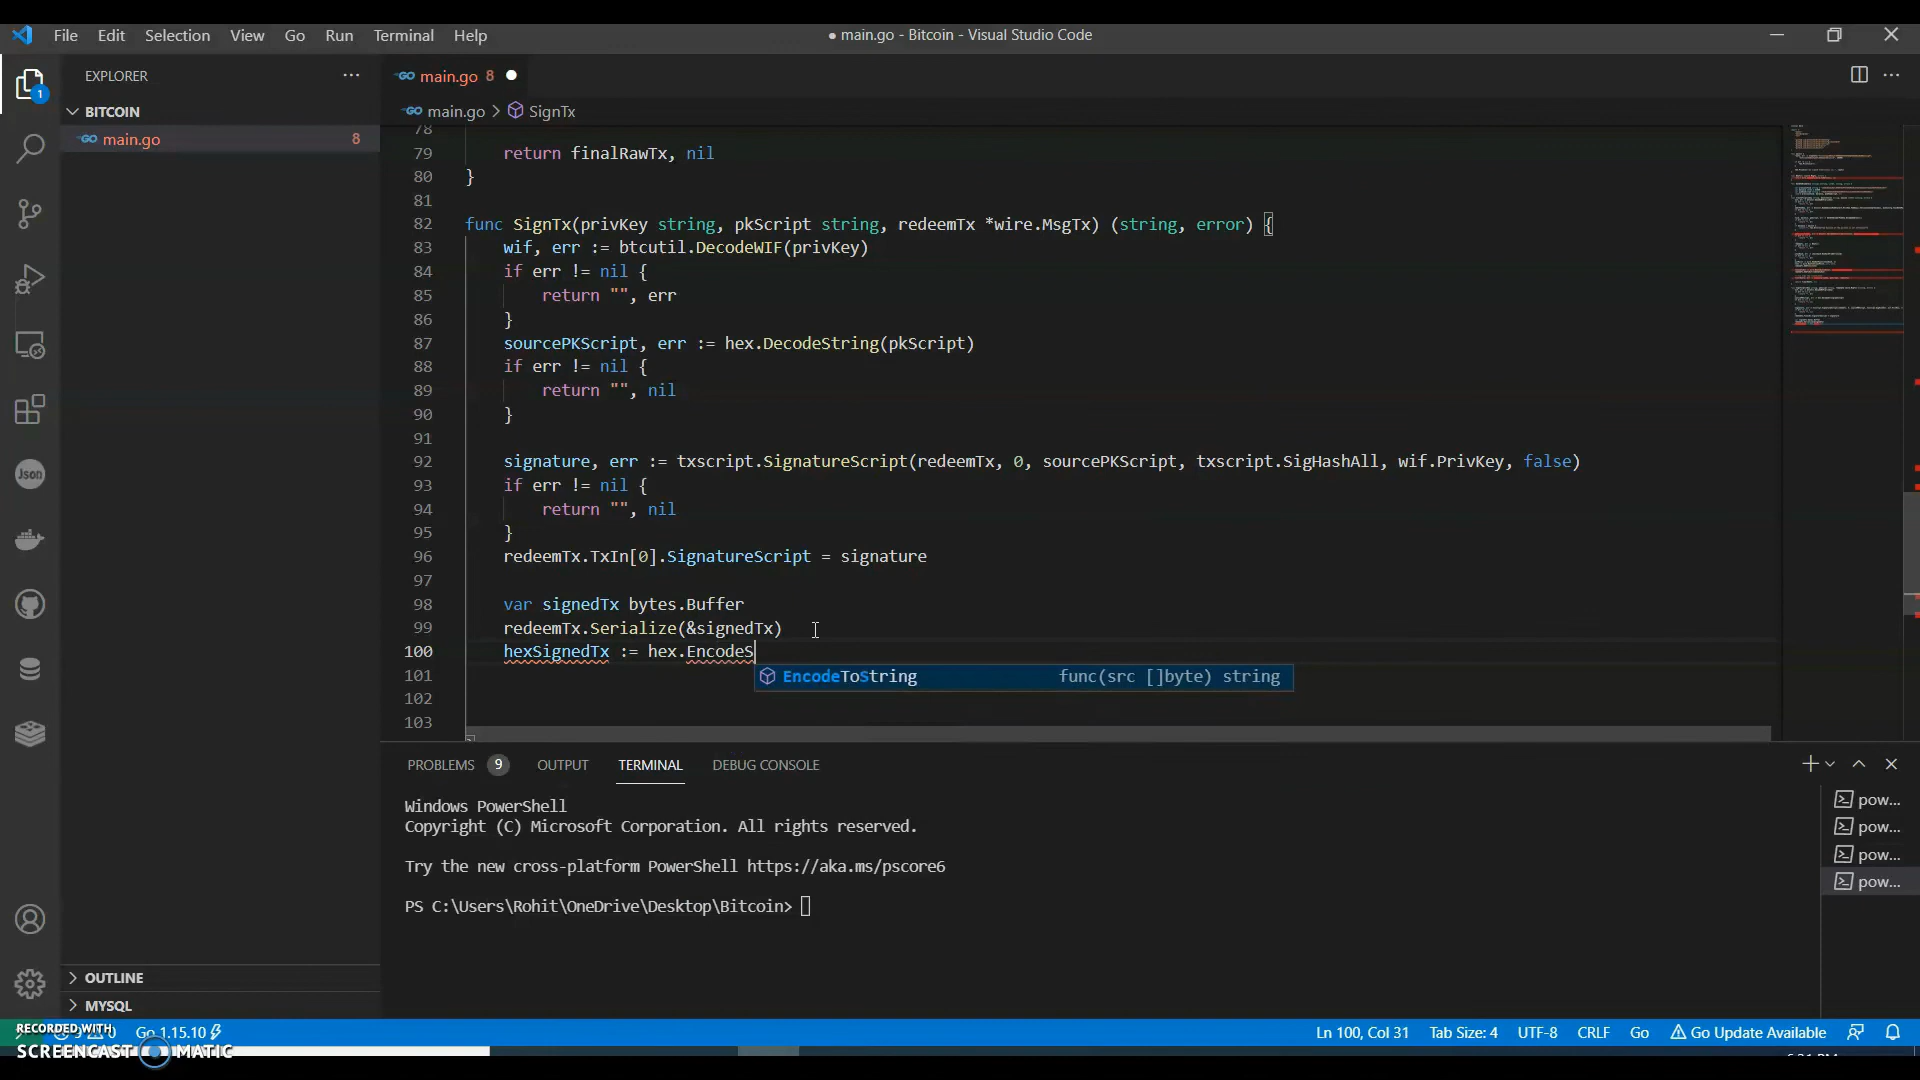 File Edit Selection View Go Run Terminal Help
● main.go - Bitcoin - Visual Studio Code
EXPLORER
BITCOIN
main.go 8
OUTLINE
MYSQL
1
Json
main.go 8
main.go > SignTx
78
79 return finalRawTx, nil
80 }
81
82 func SignTx(privKey string, pkScript string, redeemTx *wire.MsgTx) (string, error) {
83 wif, err := btcutil.DecodeWIF(privKey)
84 if err != nil {
85 return "", err
86 }
87 sourcePKScript, err := hex.DecodeString(pkScript)
88 if err != nil {
89 return "", nil
90 }
91
92 signature, err := txscript.SignatureScript(redeemTx, 0, sourcePKScript, txscript.SigHashAll, wif.PrivKey, false)
93 if err != nil {
94 return "", nil
95 }
96 redeemTx.TxIn[0].SignatureScript = signature
97
98 var signedTx bytes.Buffer
99 redeemTx.Serialize(&signedTx)
100 hexSignedTx := hex.EncodeS
EncodeToString func(src []byte) string
101
102
103
PROBLEMS 9 OUTPUT TERMINAL DEBUG CONSOLE
Windows PowerShell
Copyright (C) Microsoft Corporation. All rights reserved.
Try the new cross-platform PowerShell https://aka.ms/pscore6
PS C:\Users\Rohit\OneDrive\Desktop\Bitcoin>
pow...
pow...
pow...
pow...
Go 1.15.10
Ln 100, Col 31 Tab Size: 4 UTF-8 CRLF Go Go Update Available
RECORDED WITH
SCREENCAST MATIC